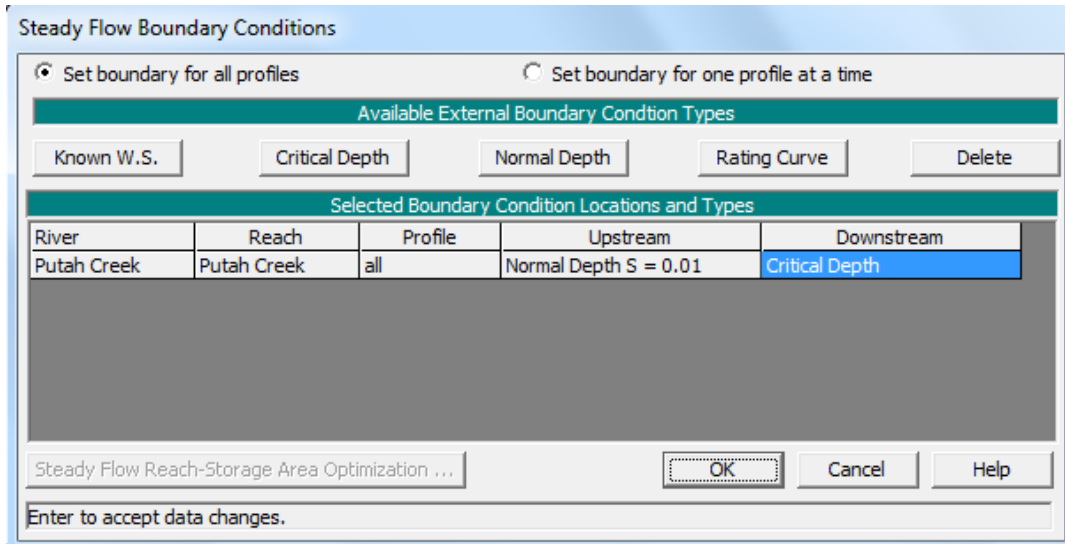 Steady Flow Boundary Conditions
Set boundary for all profiles Set boundary for one profile at a time
Available External Boundary Condtion Types
Known W.S. Critical Depth Normal Depth Rating Curve Delete
Selected Boundary Condition Locations and Types
River Reach Profile Upstream Downstream
Putah Creek Putah Creek all Normal Depth S = 0.01 Critical Depth
Steady Flow Reach-Storage Area Optimization ... OK Cancel Help
Enter to accept data changes.